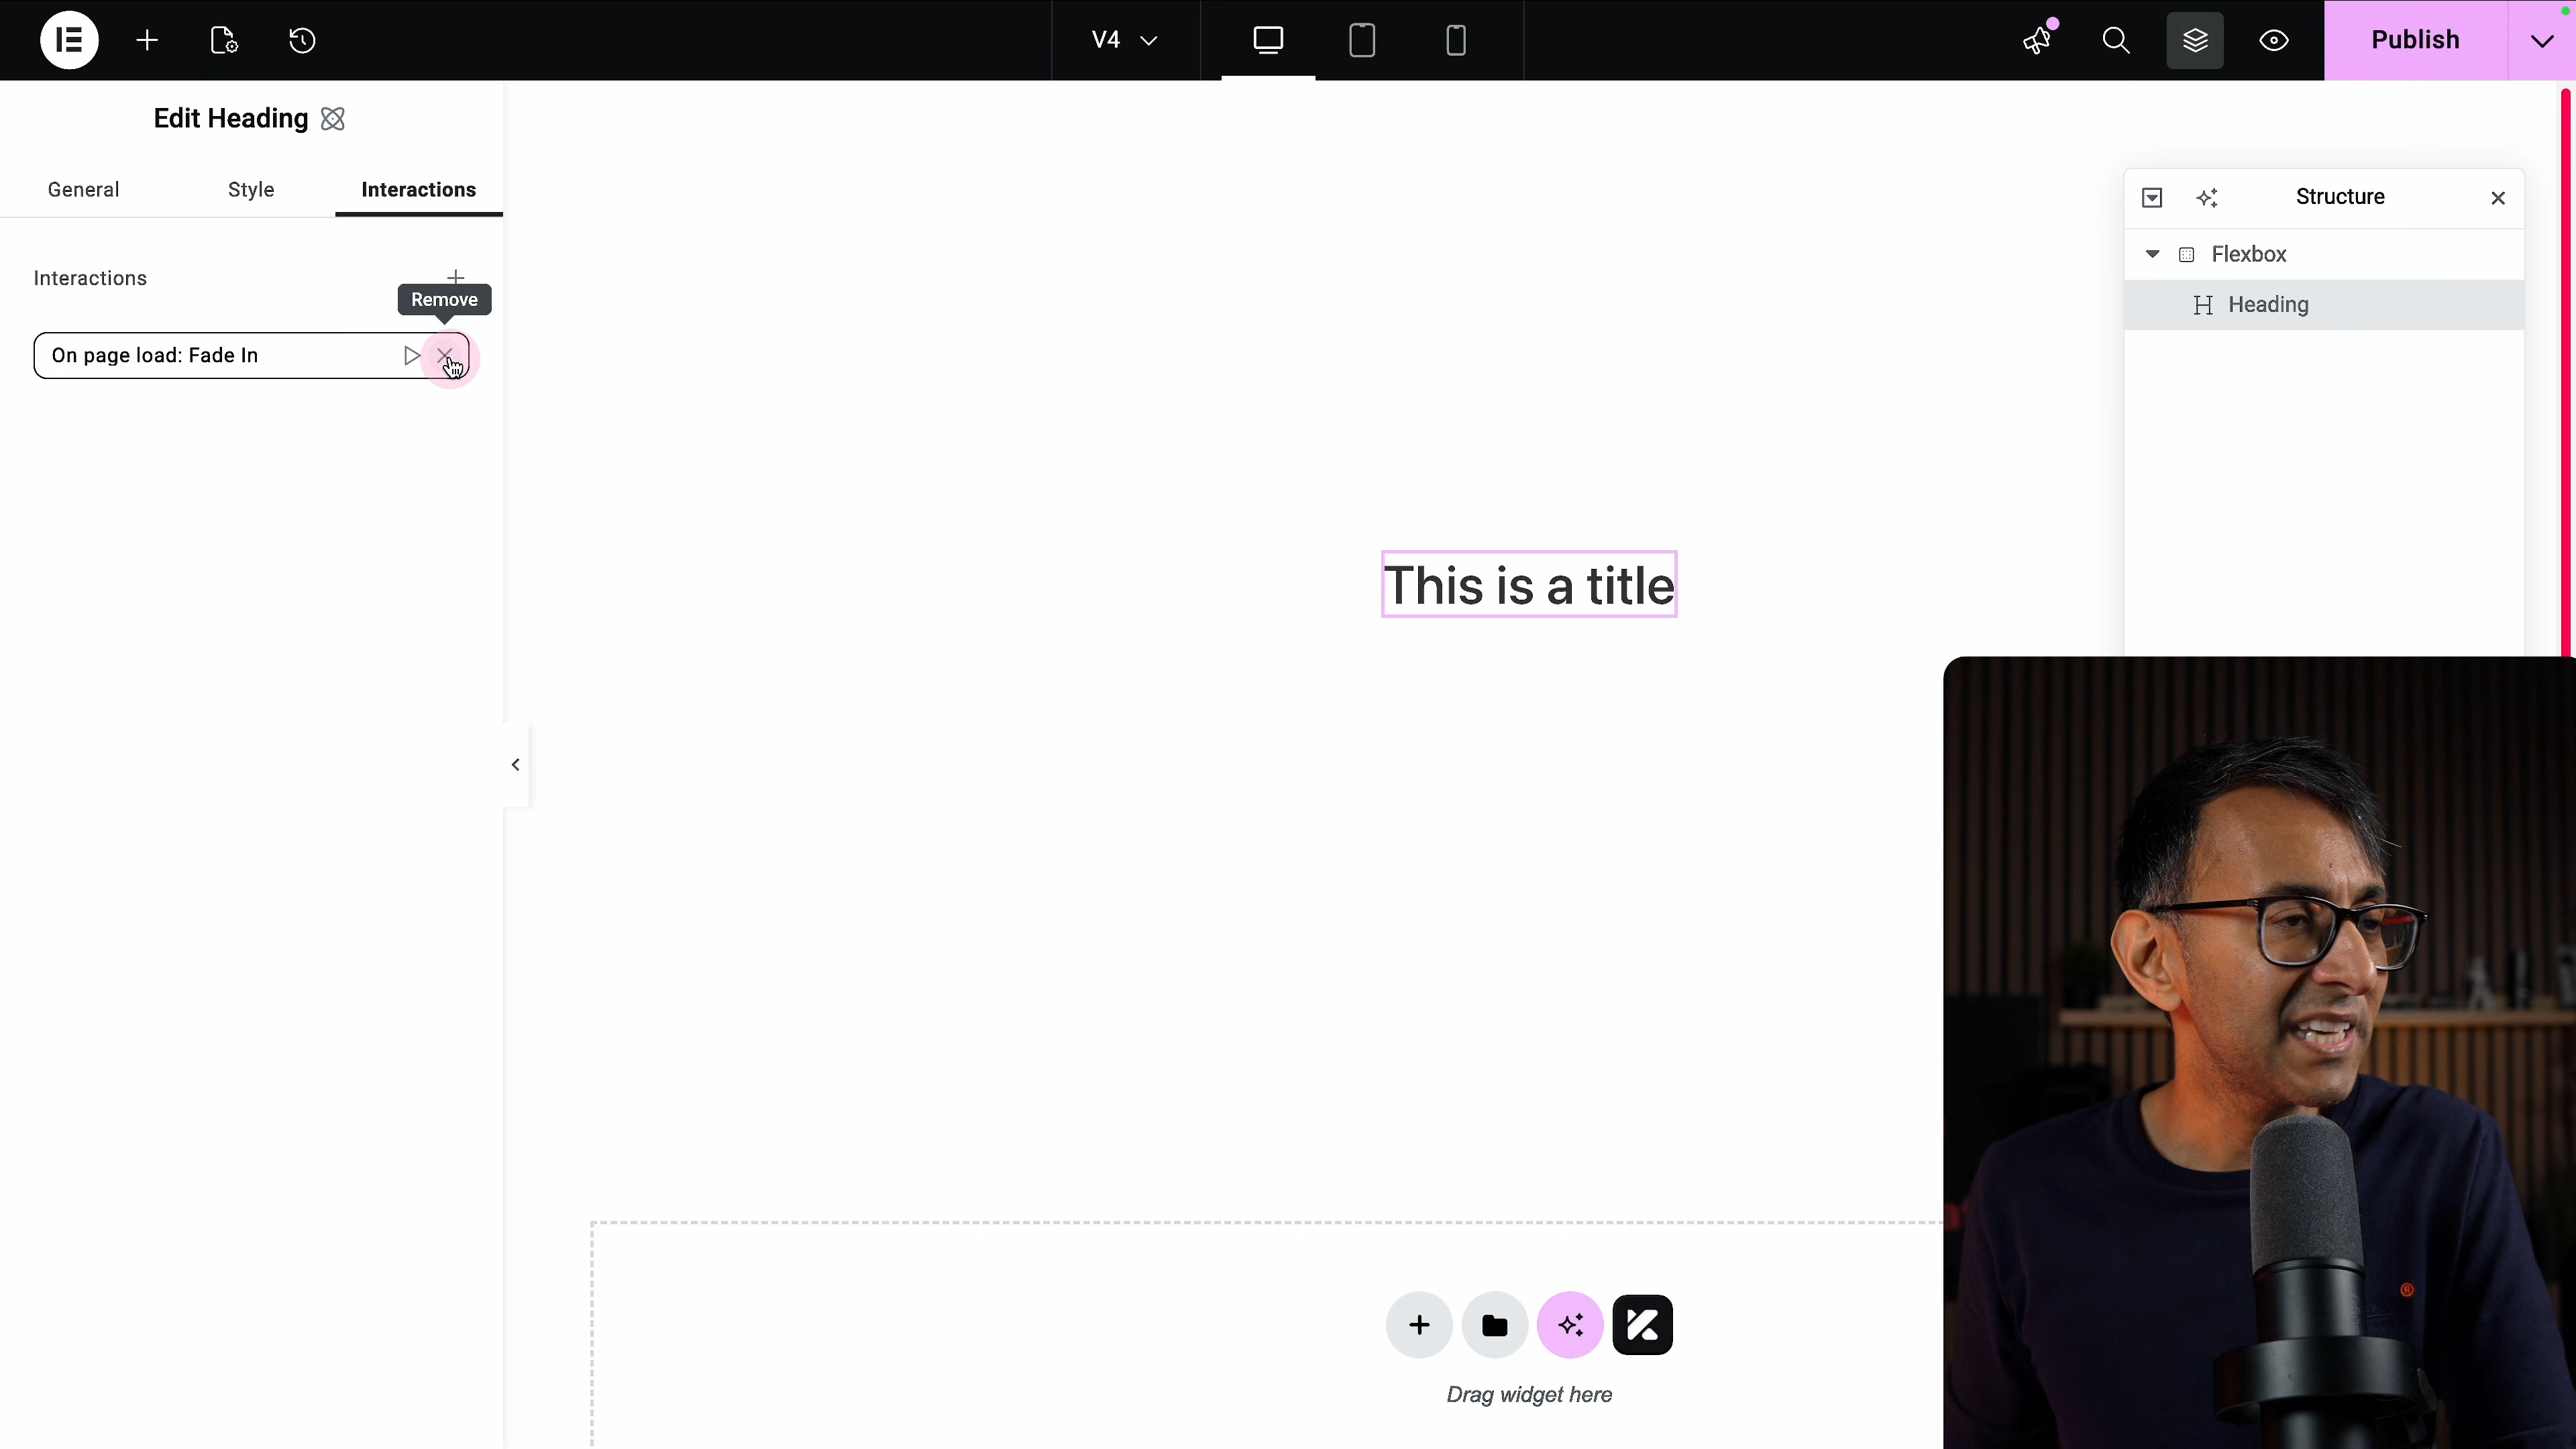 V4
Publish
Edit Heading
General
Style
Interactions
Interactions
Remove
On page load: Fade In
Structure
Flexbox
Heading
This is a title
Drag widget here
®